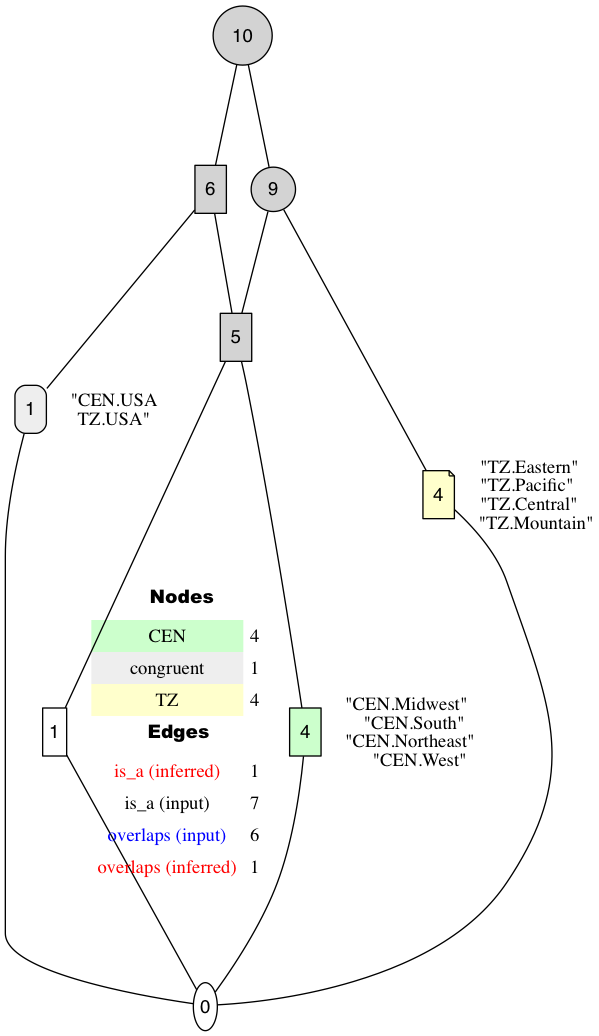 10
6
9
5
1
"CEN.USA
TZ.USA"
4
"TZ.Eastern"
"TZ.Pacific"
"TZ.Central"
"TZ.Mountain"
Nodes
CEN 4
congruent 1
TZ 4
Edges
is_a (inferred) 1
is_a (input) 7
overlaps (input) 6
overlaps (inferred) 1
1
4
"CEN.Midwest"
"CEN.South"
"CEN.Northeast"
"CEN.West"
0